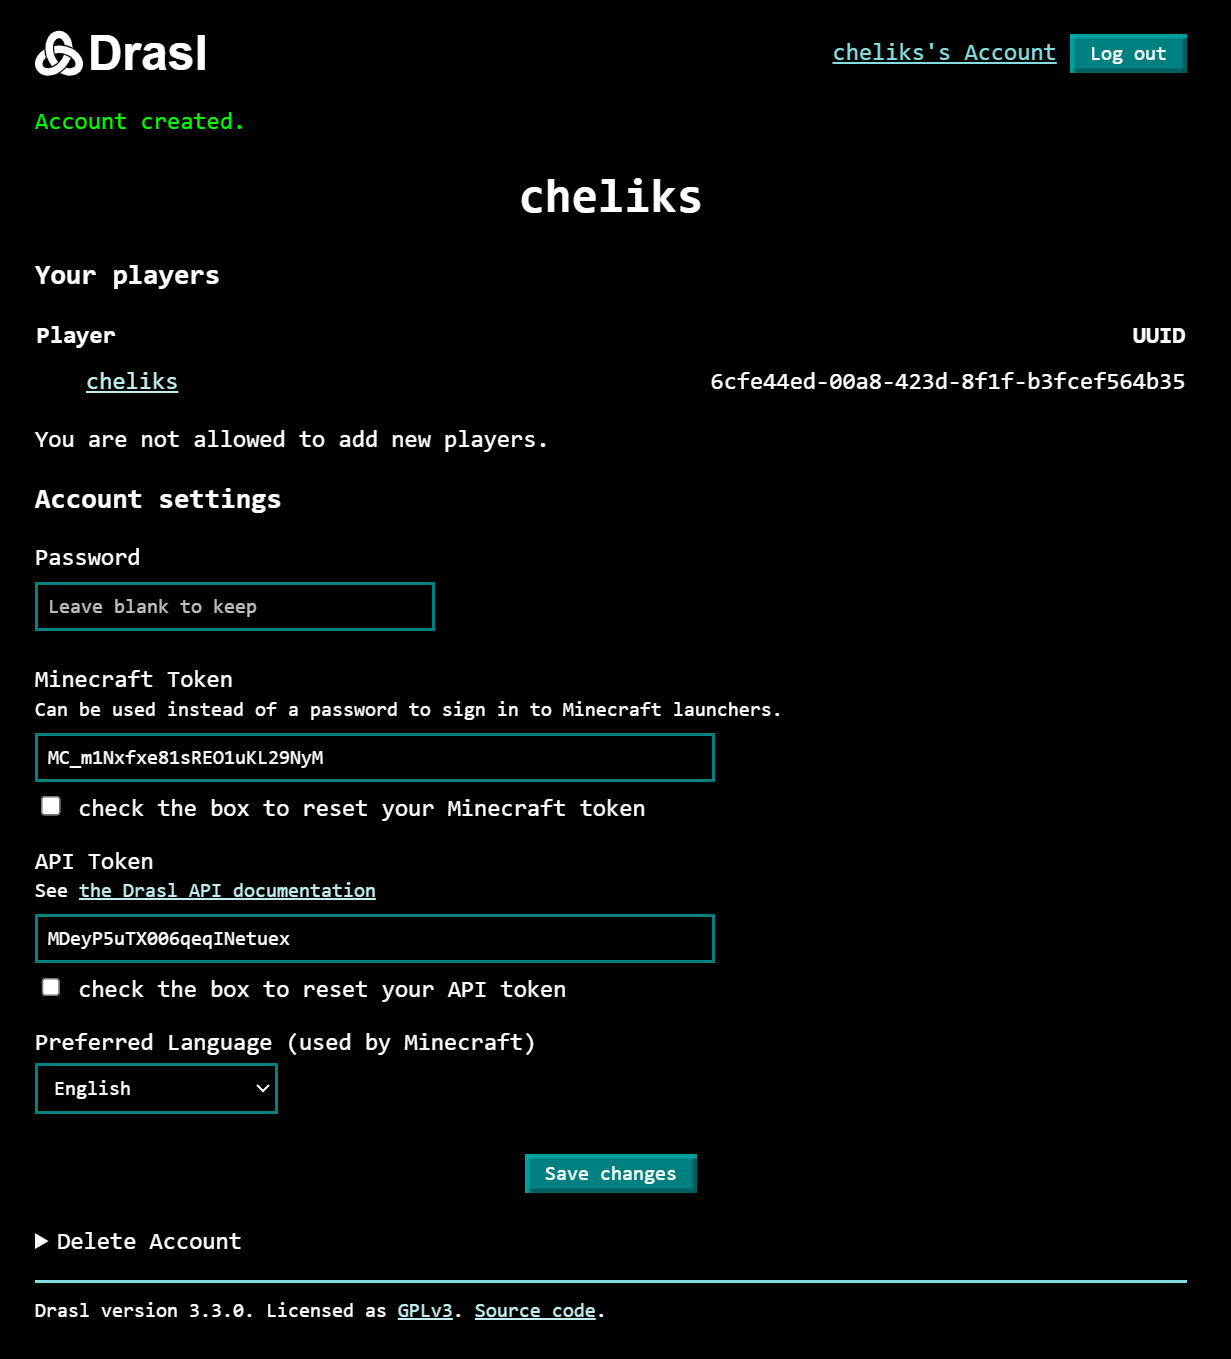 Drasl
cheliks's Account
Log out
Account created.
cheliks
Your players
Player UUID
cheliks 6cfe44ed-00a8-423d-8f1f-b3fcef564b35
You are not allowed to add new players.
Account settings
Password
Leave blank to keep
Minecraft Token
Can be used instead of a password to sign in to Minecraft launchers.
MC_m1Nxfxe81sREO1uKL29NyM
check the box to reset your Minecraft token
API Token
See the Drasl API documentation
MDeyP5uTX006qeqINetuex
check the box to reset your API token
Preferred Language (used by Minecraft)
English
Save changes
Delete Account
Drasl version 3.3.0. Licensed as GPLv3. Source code.